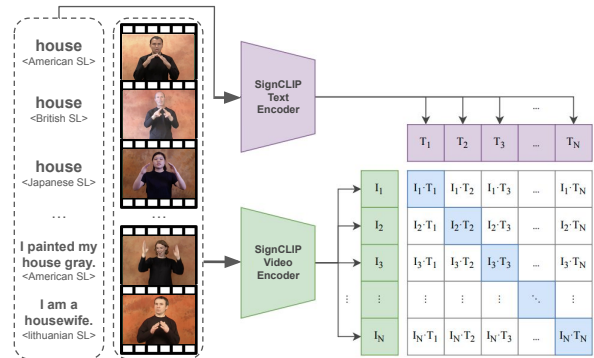 house
<American SL>
house
<British SL>
house
<Japanese SL>
...
I painted my
house gray.
<American SL>
I am a
housewife.
<lithuanian SL>
...
SignCLIP
Text
Encoder
SignCLIP
Video
Encoder
...
T1 T2 T3 ... TN
I1 I1·T1 I1·T2 I1·T3 ... I1·TN
I2 I2·T1 I2·T2 I2·T3 ... I2·TN
I3 I3·T1 I3·T2 I3·T3 ... I3·TN
⋮ ⋮ ⋮ ⋮ ⋮ ⋱ ⋮
IN IN·T1 IN·T2 IN·T3 ... IN·TN